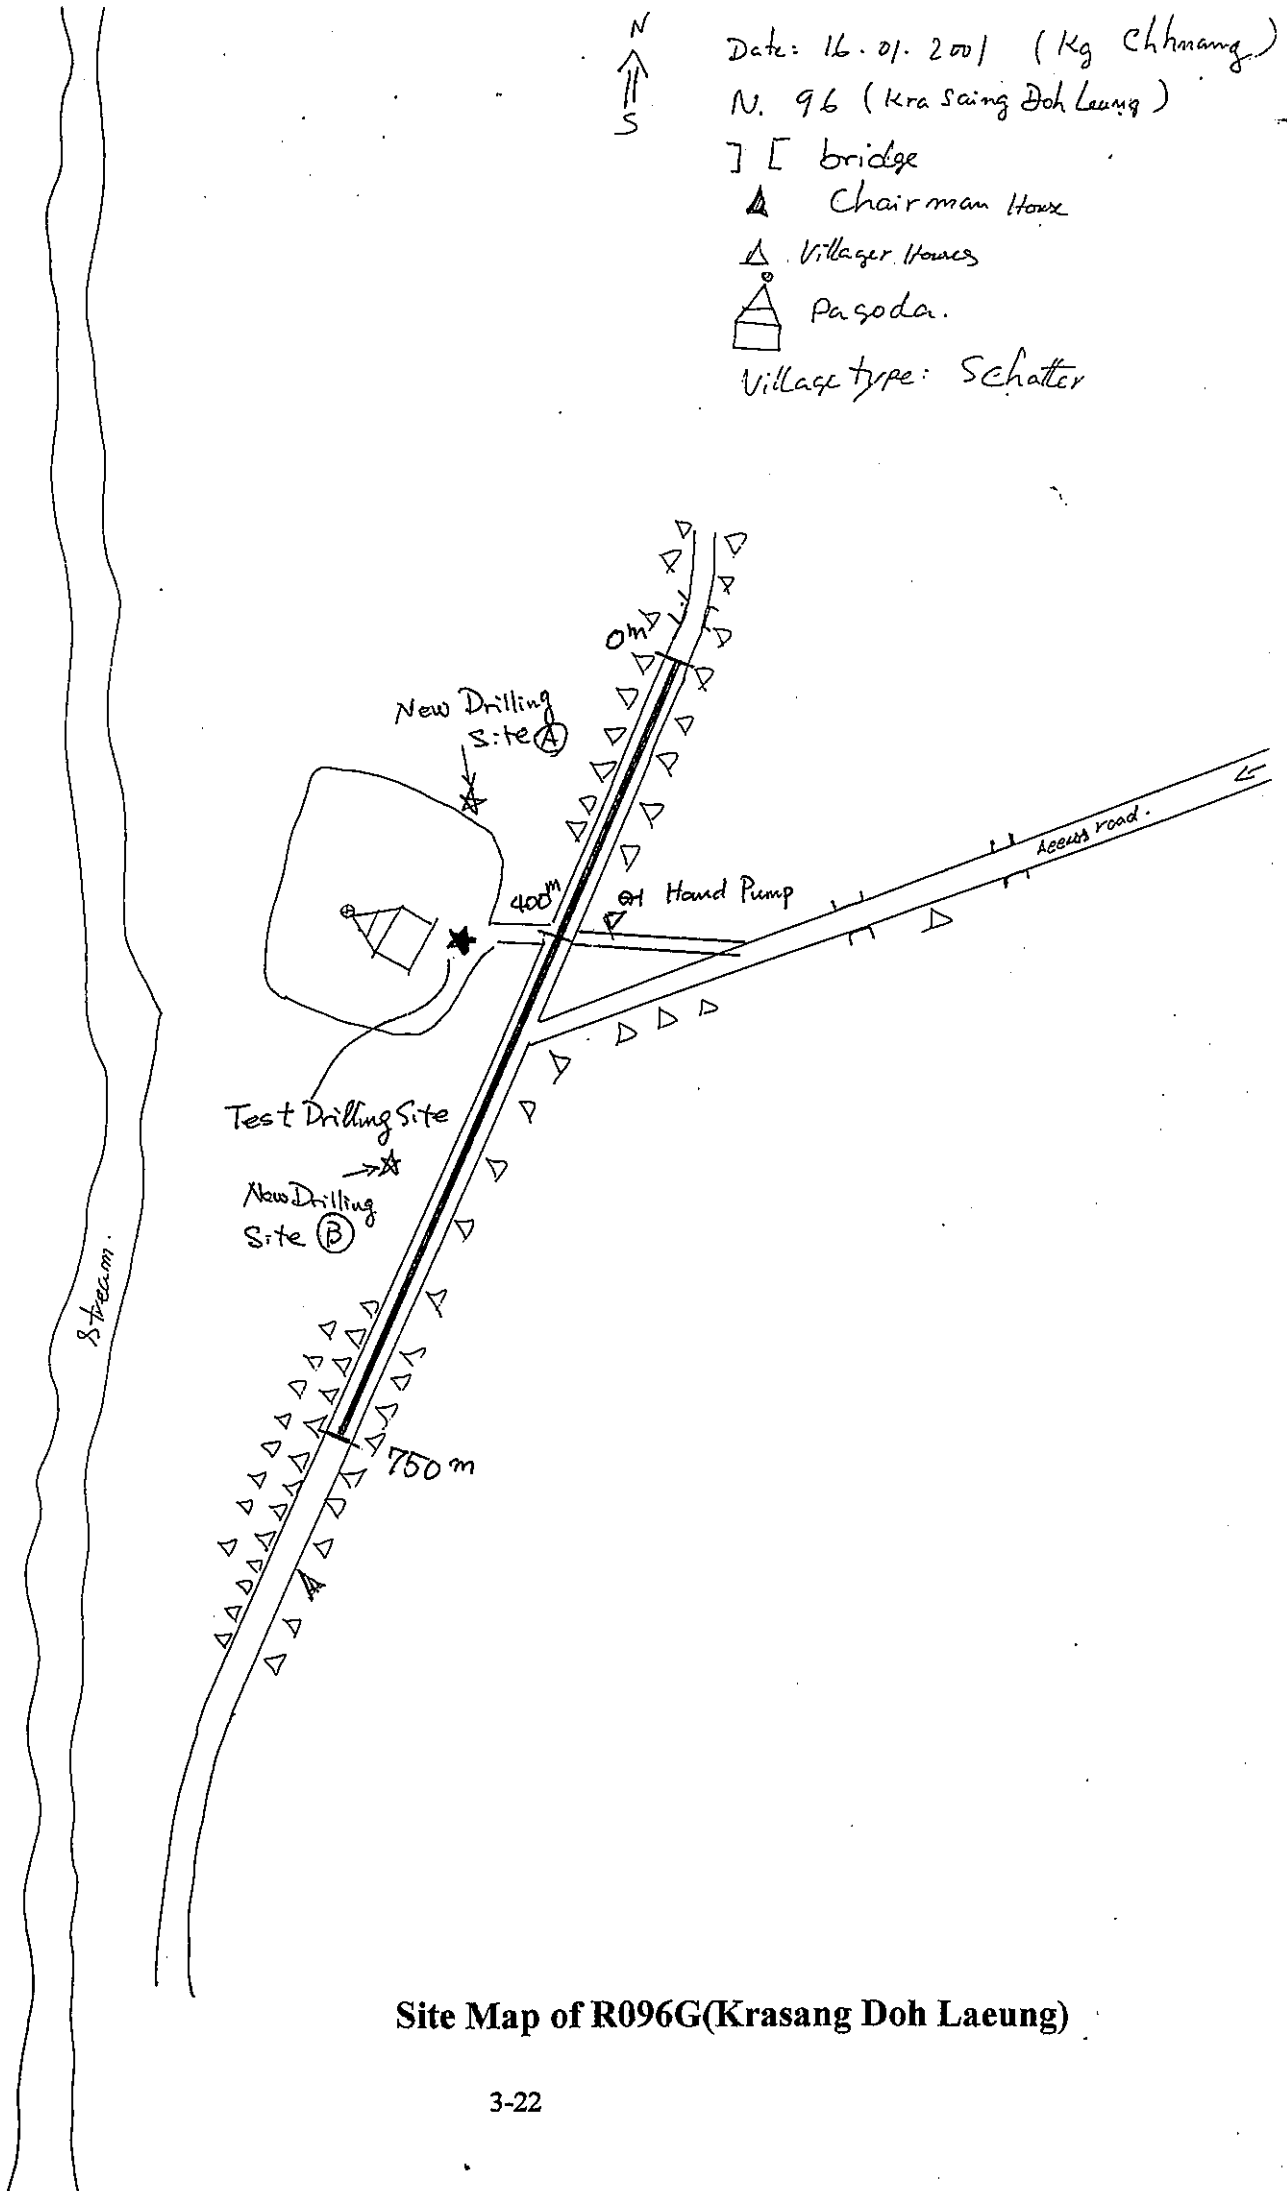 N
S
Date: 16.01.2001 (Kg Chhnang)
N. 96 (Kra Saing Doh Leung)
] [ bridge
Chairman House
Villager Houses
Pagoda.
Village type: Schatter
0m
New Drilling
Site A
Access road.
400m
Hand Pump
Test Drilling Site
New Drilling
Site B
Stream.
750m
Site Map of R096G(Krasang Doh Laeung)
3-22